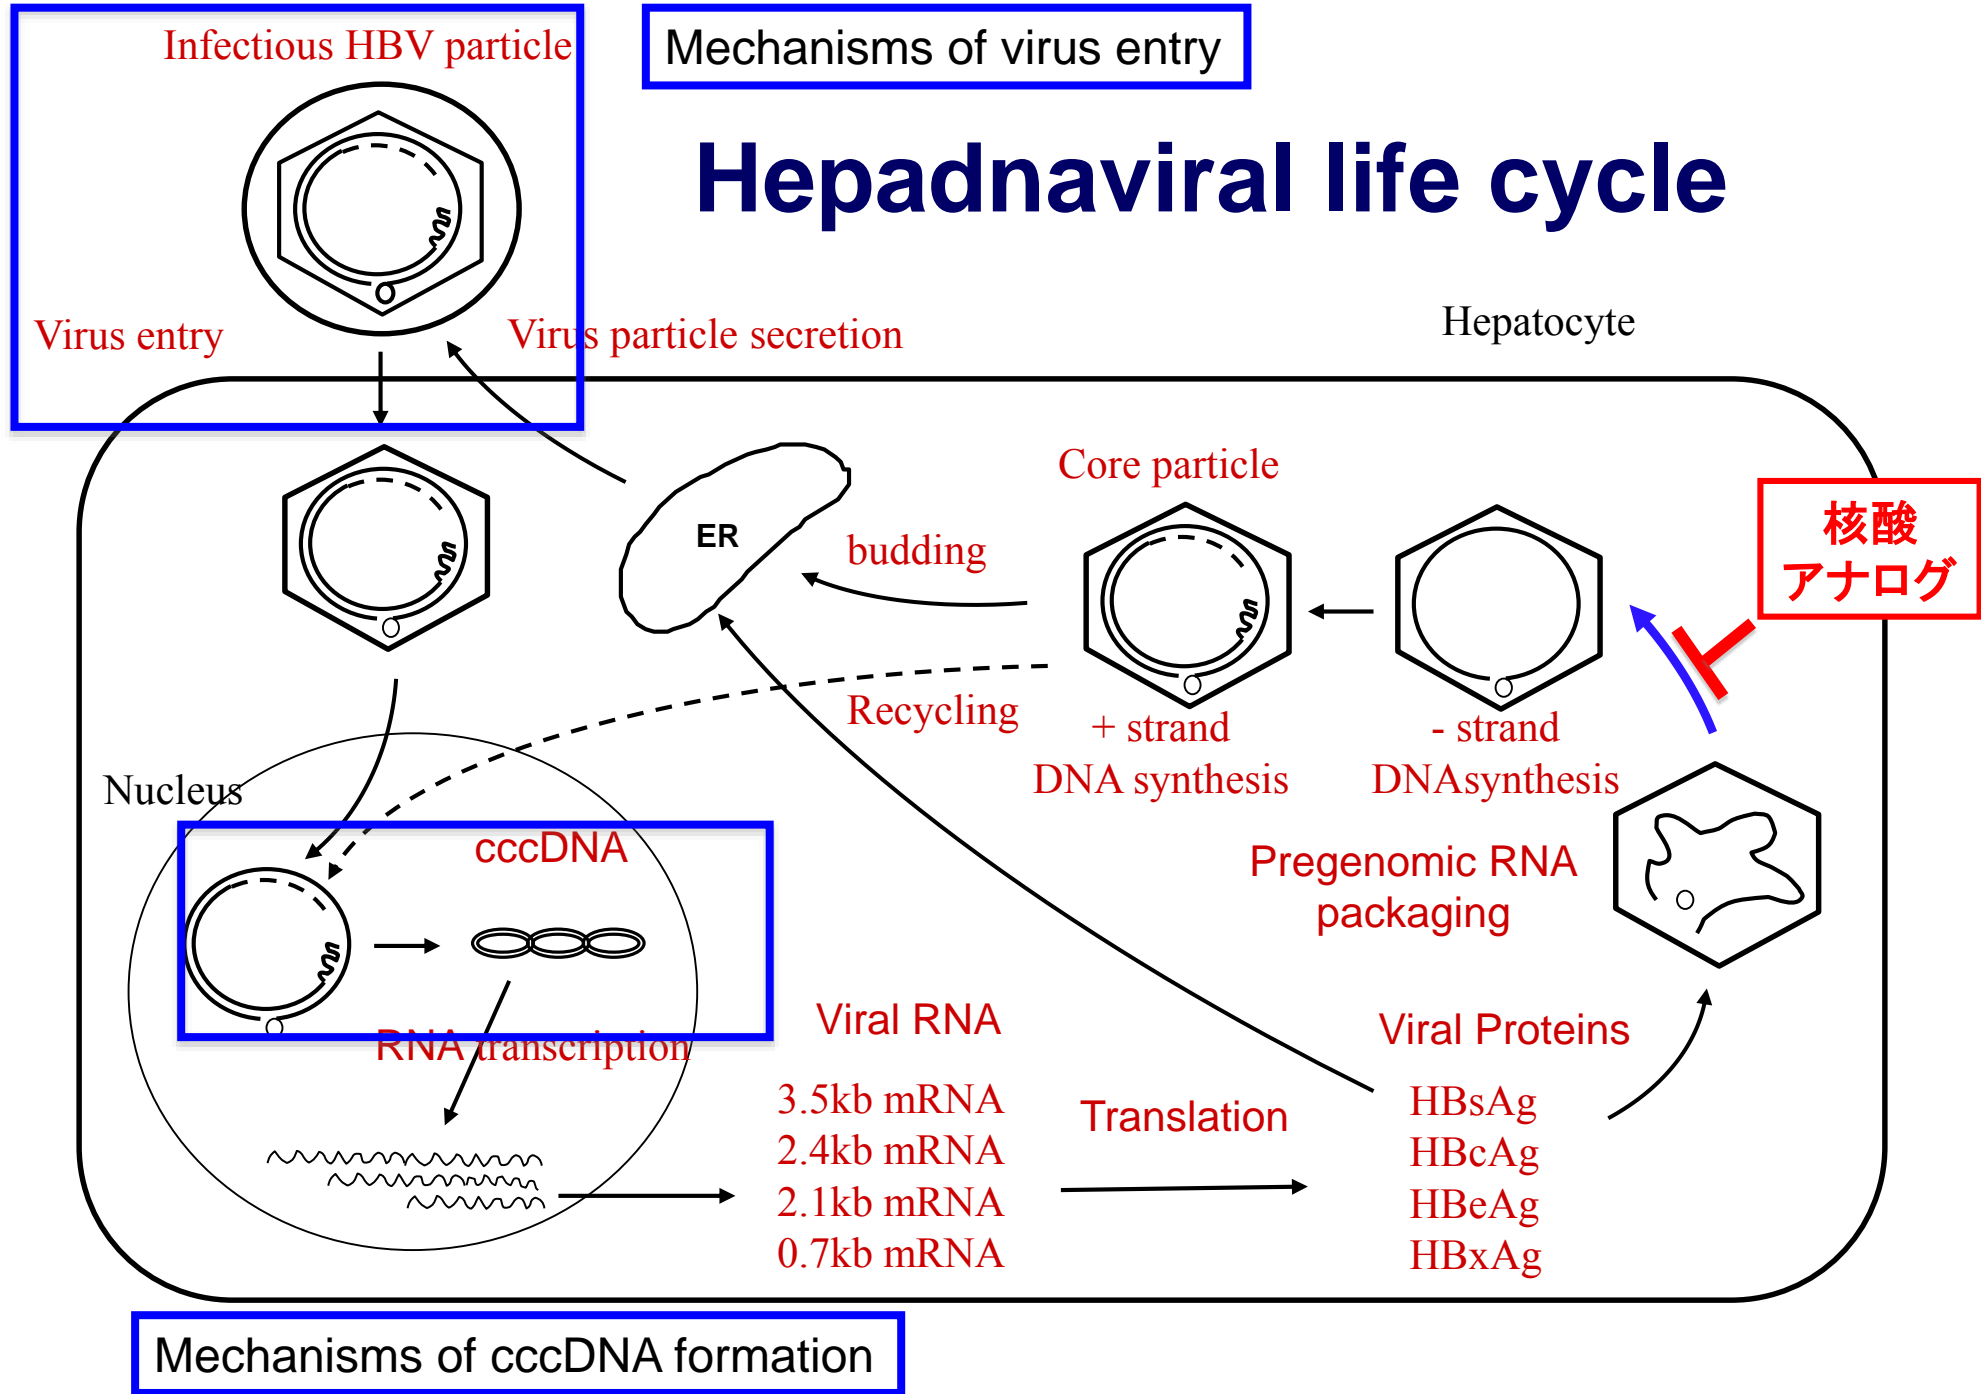 Infectious HBV particle
Mechanisms of virus entry
Hepadnaviral life cycle
Virus entry
Virus particle secretion
Hepatocyte
Core particle
核酸
アナログ
ER
budding
Recycling
+ strand
DNA synthesis
- strand
DNAsynthesis
Nucleus
cccDNA
Pregenomic RNA
packaging
RNA transcription
Viral RNA
3.5kb mRNA
2.4kb mRNA
2.1kb mRNA
0.7kb mRNA
Translation
Viral Proteins
HBsAg
HBcAg
HBeAg
HBxAg
Mechanisms of cccDNA formation